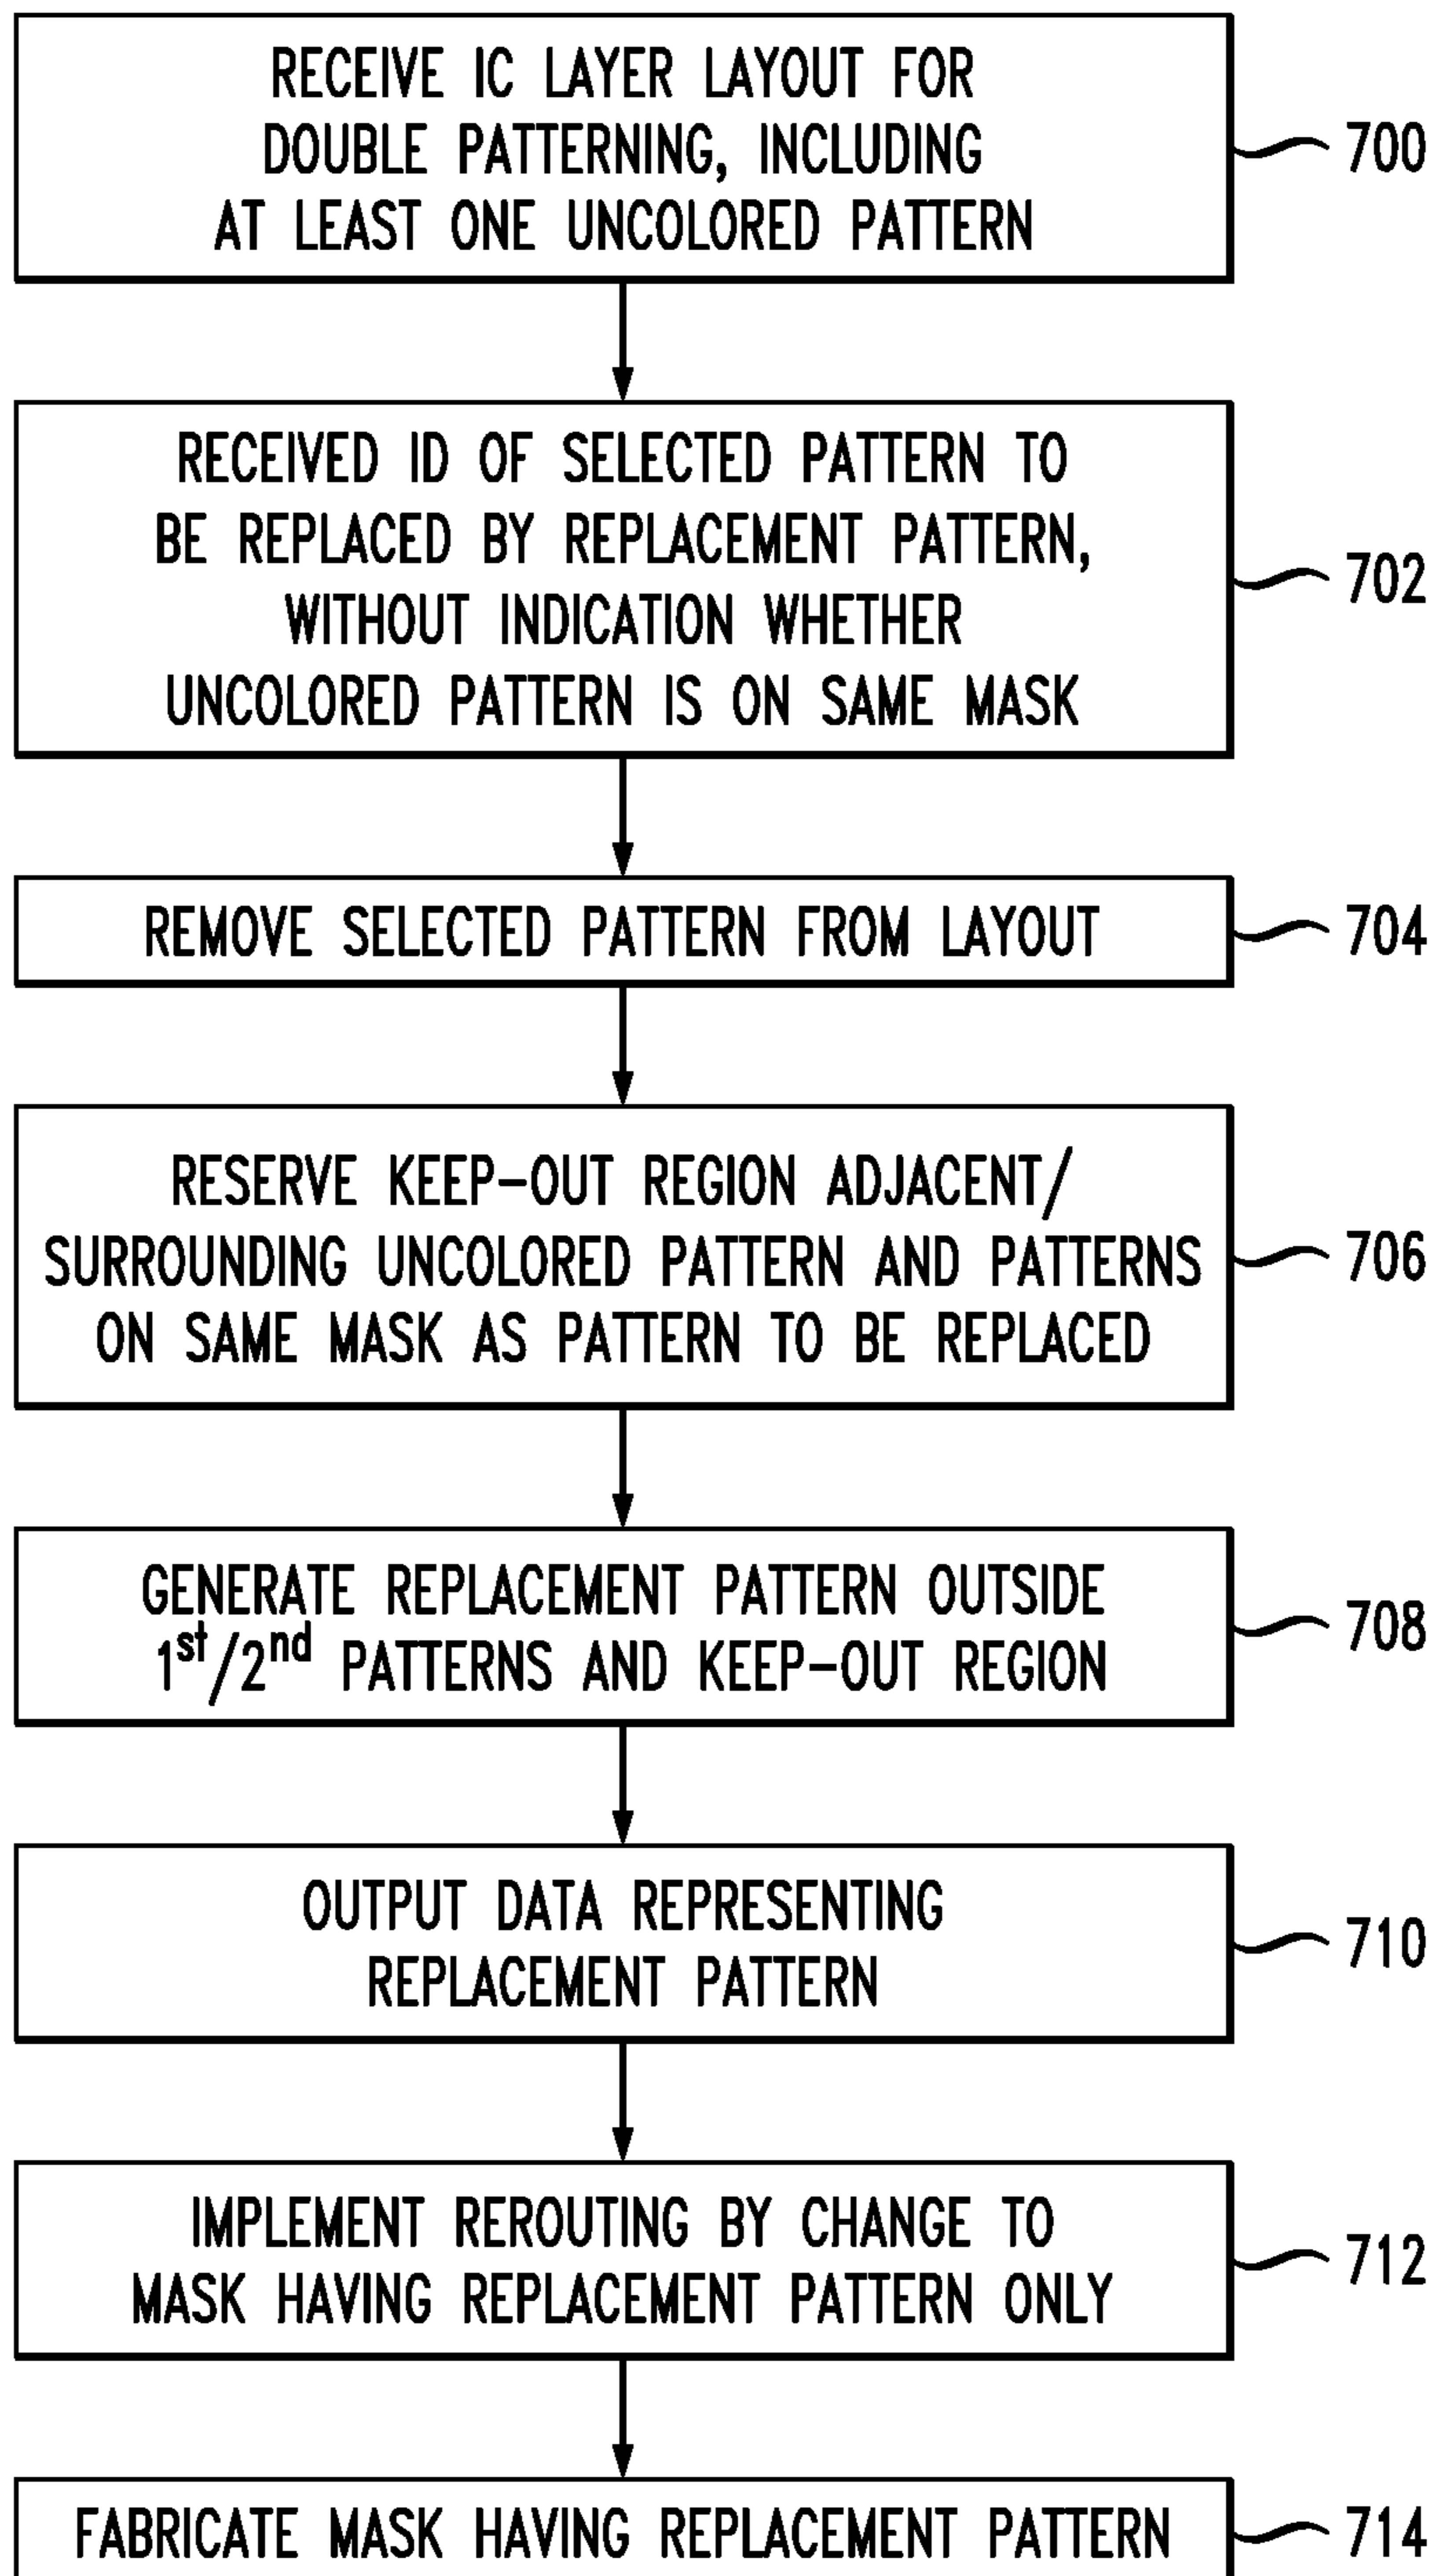 RECEIVE IC LAYER LAYOUT FOR
DOUBLE PATTERNING, INCLUDING
AT LEAST ONE UNCOLORED PATTERN
700
RECEIVED ID OF SELECTED PATTERN TO
BE REPLACED BY REPLACEMENT PATTERN,
WITHOUT INDICATION WHETHER
UNCOLORED PATTERN IS ON SAME MASK
702
REMOVE SELECTED PATTERN FROM LAYOUT
704
RESERVE KEEP-OUT REGION ADJACENT/
SURROUNDING UNCOLORED PATTERN AND PATTERNS
ON SAME MASK AS PATTERN TO BE REPLACED
706
GENERATE REPLACEMENT PATTERN OUTSIDE
1st/2nd PATTERNS AND KEEP-OUT REGION
708
OUTPUT DATA REPRESENTING
REPLACEMENT PATTERN
710
IMPLEMENT REROUTING BY CHANGE TO
MASK HAVING REPLACEMENT PATTERN ONLY
712
FABRICATE MASK HAVING REPLACEMENT PATTERN
714